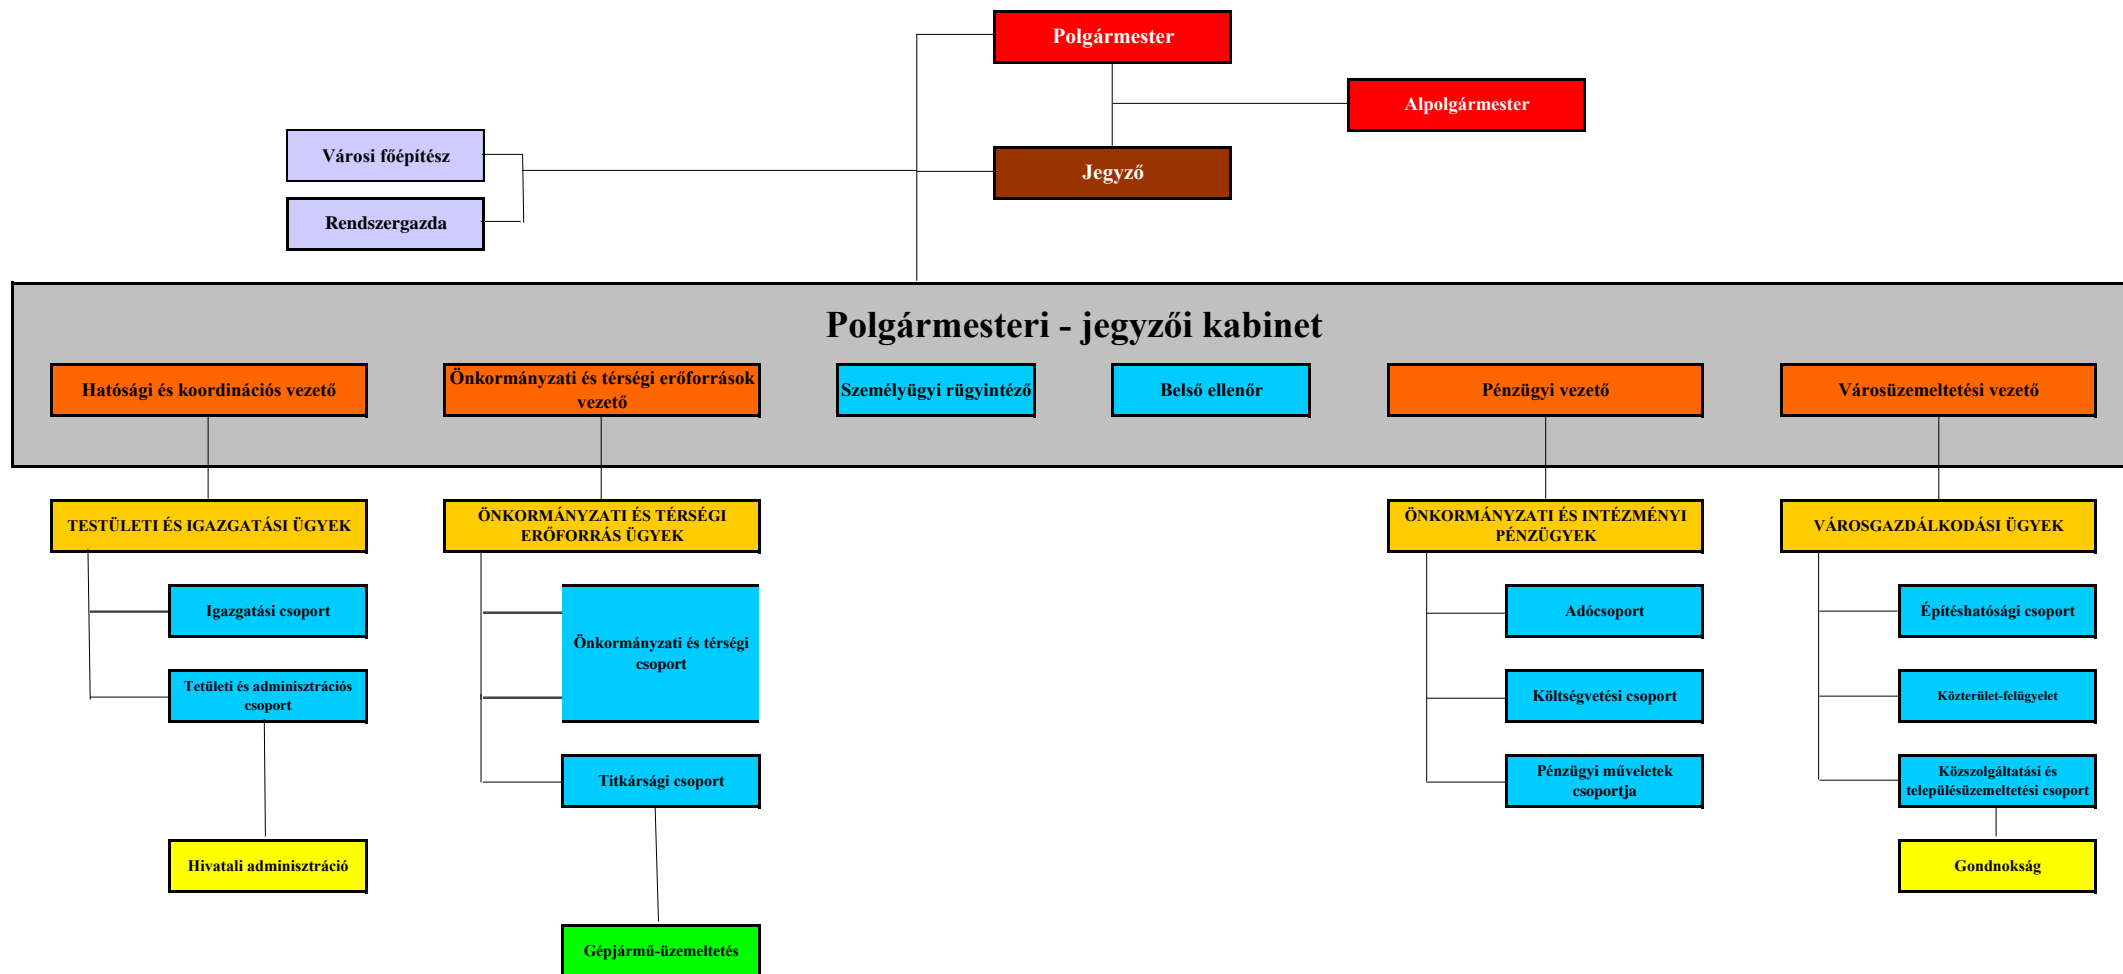 Polgármester
Alpolgármester
Városi főépítész
Jegyző
Rendszergazda
Polgármesteri - jegyzői kabinet
Hatósági és koordinációs vezető
Önkormányzati és térségi erőforrások
vezető
Személyügyi rügyintéző
Belső ellenőr
Pénzügyi vezető
Városüzemeltetési vezető
TESTÜLETI ÉS IGAZGATÁSI ÜGYEK
ÖNKORMÁNYZATI ÉS TÉRSÉGI
ERŐFORRÁS ÜGYEK
ÖNKORMÁNYZATI ÉS INTÉZMÉNYI
PÉNZÜGYEK
VÁROSGAZDÁLKODÁSI ÜGYEK
Igazgatási csoport
Önkormányzati és térségi
csoport
Adócsoport
Építéshatósági csoport
Tetületi és adminisztrációs
csoport
Költségvetési csoport
Közterület-felügyelet
Titkársági csoport
Pénzügyi műveletek
csoportja
Közszolgáltatási és
településüzemeltetési csoport
Hivatali adminisztráció
Gondnokság
Gépjármű-üzemeltetés